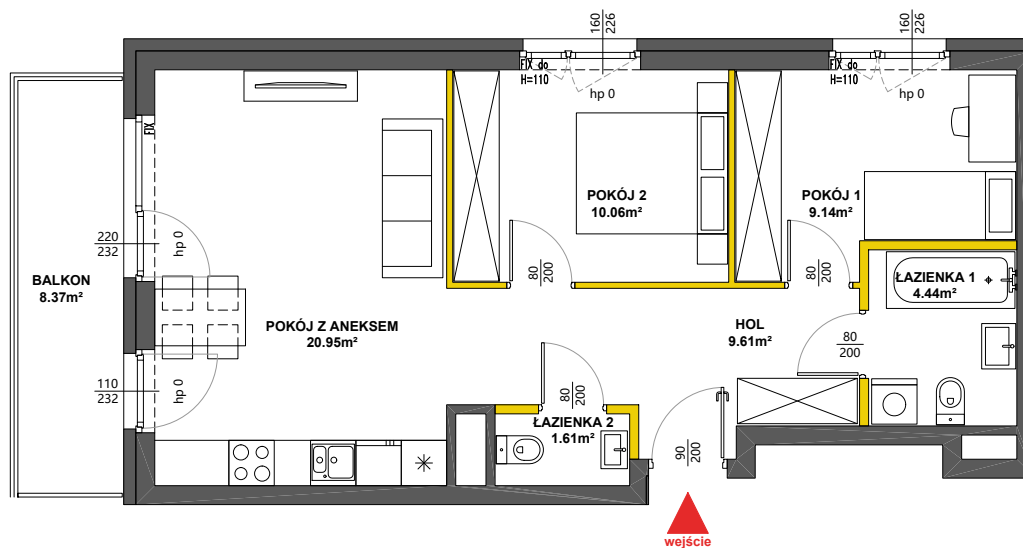 160
226
160
226
FIX do
H=110
hp 0
FIX do
H=110
hp 0
FIX
POKÓJ 2
10.06m²
POKÓJ 1
9.14m²
220
232
hp 0
BALKON
8.37m²
80
200
80
200
ŁAZIENKA 1
4.44m²
POKÓJ Z ANEKSEM
20.95m²
HOL
9.61m²
80
200
110
232
hp 0
80
200
ŁAZIENKA 2
1.61m²
90
200
wejście